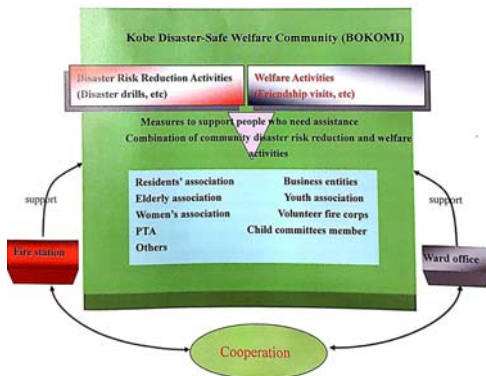 Kobe Disaster-Safe Welfare Community (BOKOMI)
Disaster Risk Reduction Activities
(Disaster drills, etc)
Welfare Activities
(Friendship visits, etc)
Measures to support people who need assistance
Combination of community disaster risk reduction and welfare
activities
Residents' association
Elderly association
Women's association
PTA
Others
Business entities
Youth association
Volunteer fire corps
Child committees member
support
support
Fire station
Ward office
Cooperation